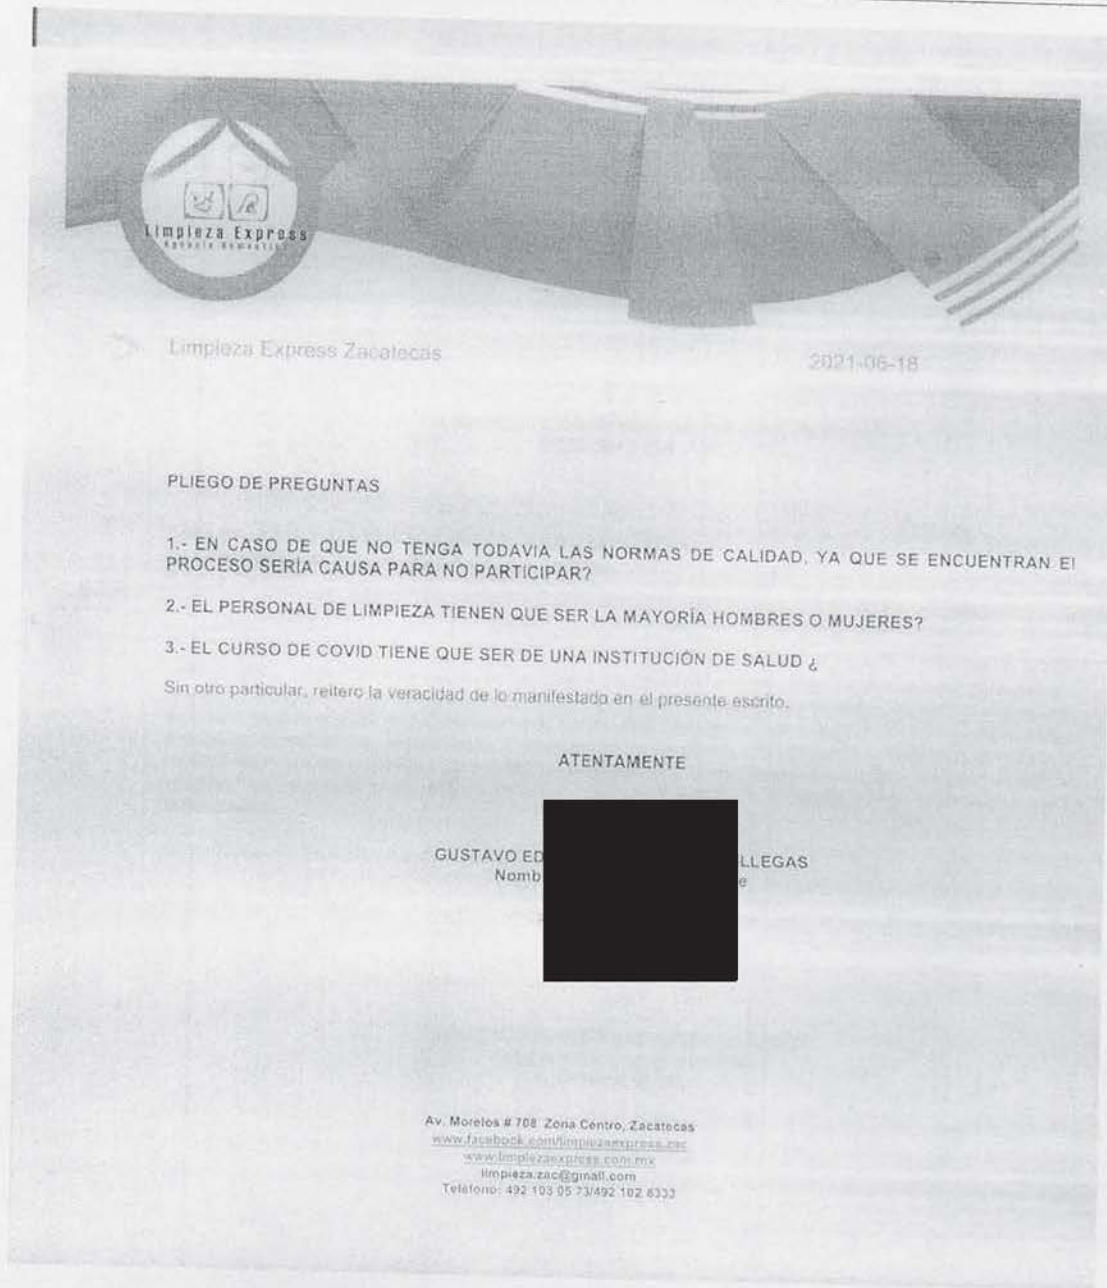 Limpieza Express
Agencia domestica
Limpieza Express Zacatecas
2021-06-18
PLIEGO DE PREGUNTAS
1.- EN CASO DE QUE NO TENGA TODAVIA LAS NORMAS DE CALIDAD, YA QUE SE ENCUENTRAN E
PROCESO SERÍA CAUSA PARA NO PARTICIPAR?
2.- EL PERSONAL DE LIMPIEZA TIENEN QUE SER LA MAYORÍA HOMBRES O MUJERES?
3.- EL CURSO DE COVID TIENE QUE SER DE UNA INSTITUCIÓN DE SALUD ¿
Sin otro particular, reitero la veracidad de lo manifestado en el presente escrito.
ATENTAMENTE
GUSTAVO ED LLEGAS
Nomb e
Av. Morelos # 708 Zona Centro, Zacatecas
www.facebook.com/limpiezaexpress.zac
www.limpiezaexpress.com.mx
limpieza.zac@gmail.com
Teléfono: 492 103 05 73/492 102 8333